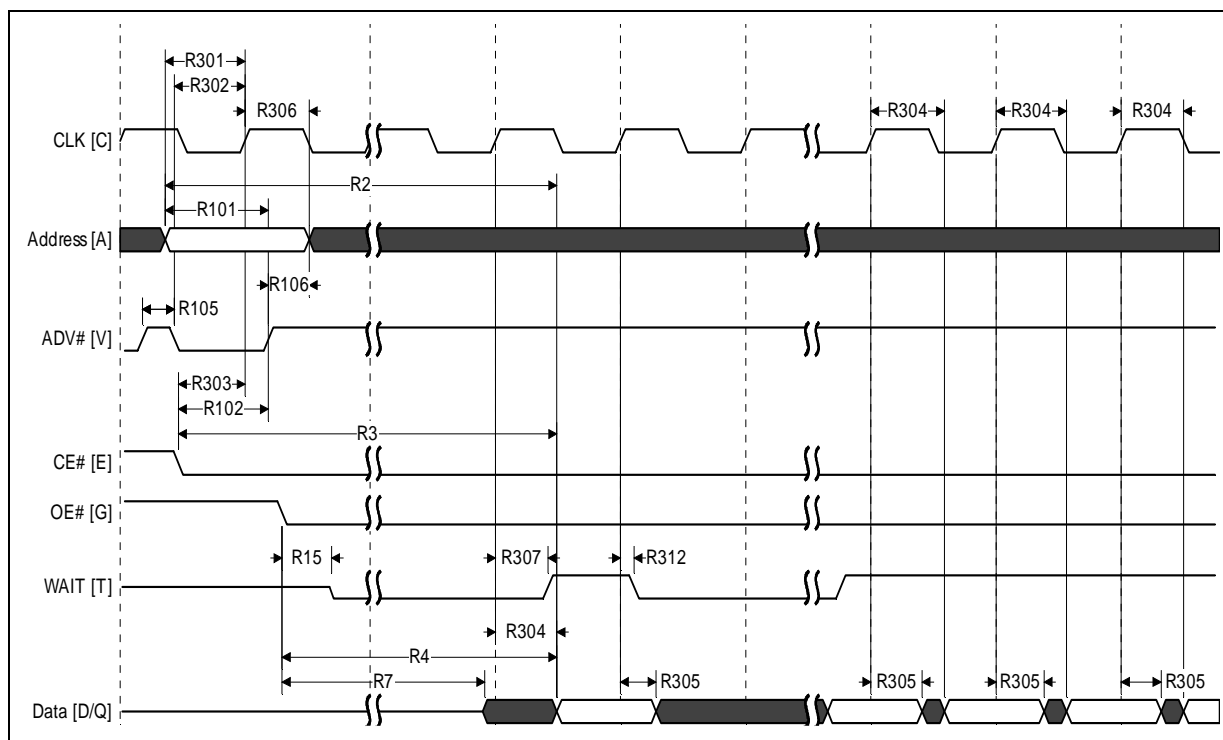 R301
R302
R306
R304
R304
R304
CLK [C]
R2
R101
Address [A]
R106
R105
ADV# [V]
R303
R102
R3
CE# [E]
OE# [G]
R15
R307
R312
WAIT [T]
R304
R4
R7
R305
R305
R305
R305
Data [D/Q]